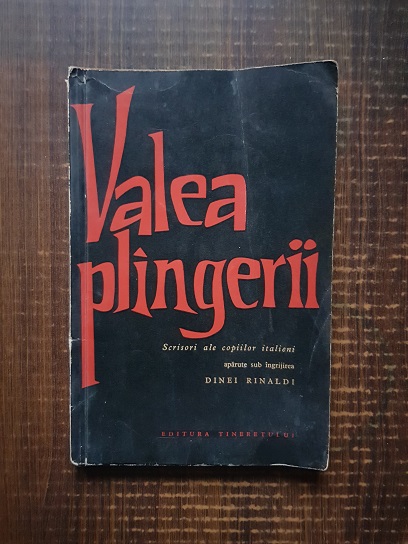 Valea
plîngerii
Scrisori ale copiilor italieni
apărute sub îngrijirea
DINEI RINALDI
EDITURA TINERETULUI